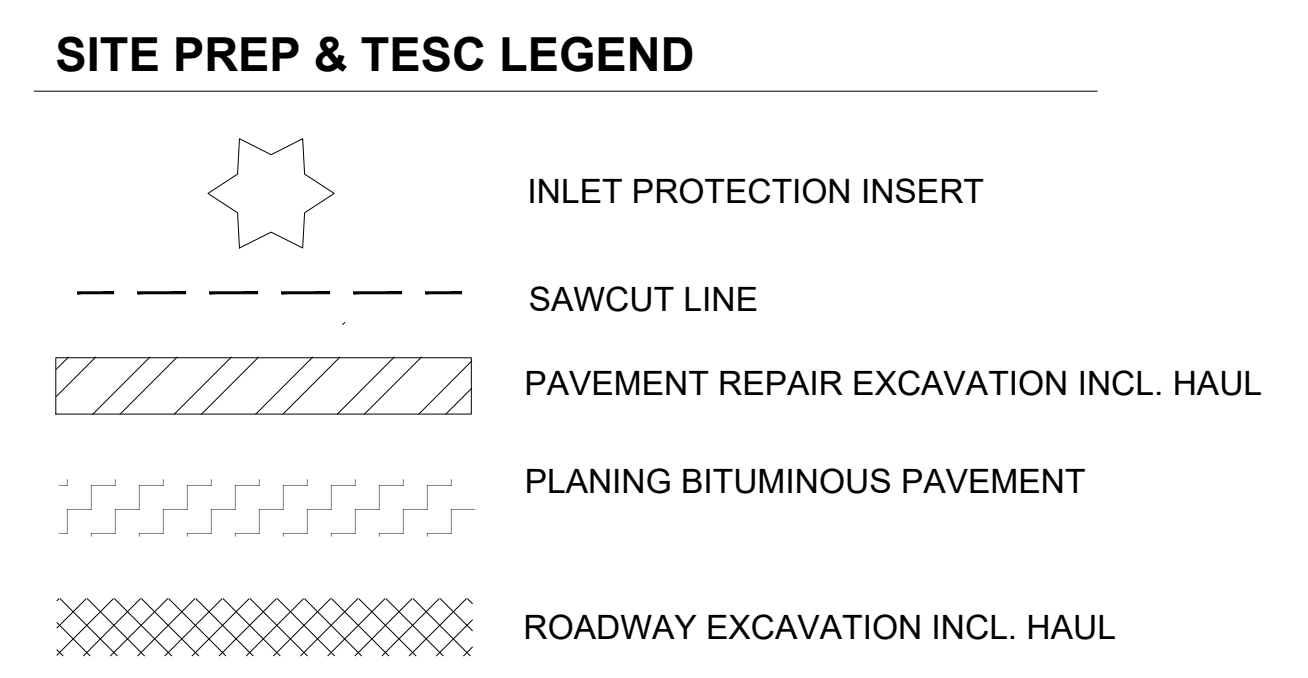 SITE PREP & TESC LEGEND
INLET PROTECTION INSERT
SAWCUT LINE
PAVEMENT REPAIR EXCAVATION INCL. HAUL
PLANING BITUMINOUS PAVEMENT
ROADWAY EXCAVATION INCL. HAUL